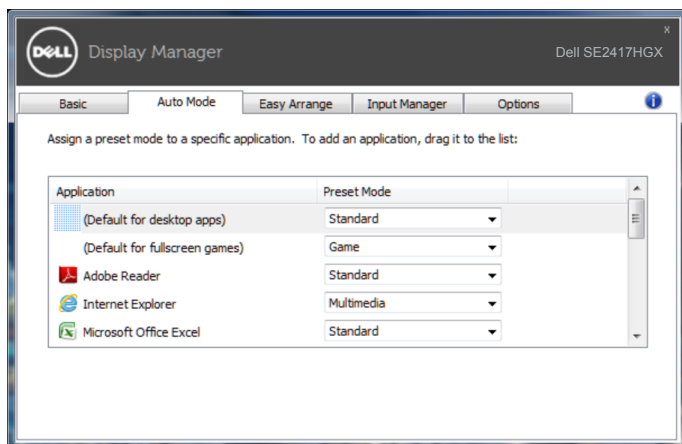 x
DELL Display Manager Dell SE2417HGX
Basic Auto Mode Easy Arrange Input Manager Options i
Assign a preset mode to a specific application. To add an application, drag it to the list:
Application Preset Mode
(Default for desktop apps) Standard
(Default for fullscreen games) Game
Adobe Reader Standard
Internet Explorer Multimedia
Microsoft Office Excel Standard